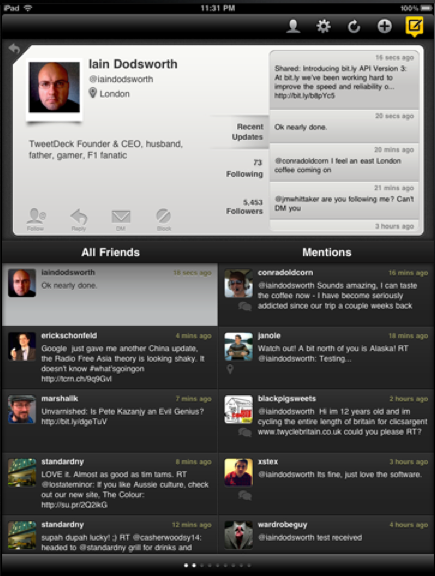 iPad
11:31 PM
100%
Iain Dodsworth
@iaindodsworth
London
TweetDeck Founder & CEO, husband,
father, gamer, F1 fanatic
Follow
Reply
DM
Block
Recent
Updates
73
Following
5,453
Followers
16 secs ago
Shared: Introducing bit.ly API Version 3:
At bit.ly we've been working hard to
improve the speed and reliability o...
http://bit.ly/b8pYc5
20 secs ago
Ok nearly done.
20 mins ago
@conradoldcorn I feel an east London
coffee coming on
21 mins ago
@jmwhittaker are you following me? Can't
DM you
3 hours ago
All Friends
iaindodsworth
18 secs ago
Ok nearly done.
erickschonfeld
4 mins ago
Google just gave me another China update,
the Radio Free Asia theory is looking shaky. It
doesn't know #what'sgoingon
http://tcrn.ch/9q9Gvl
marshalk
7 mins ago
Unvarnished: Is Pete Kazanjy an Evil Genius?
http://bit.ly/dgeTuV
standardny
8 mins ago
LOVE it. Almost as good as tim tams. RT
@lostateminor: If you like Aussie culture, check
out our new site, The Colour:
http://su.pr/2Q2lkG
standardny
12 mins ago
supah dupah lucky! ;) RT @casherwoodsy14:
headed to @standardny grill for drinks and
Mentions
conradoldcorn
16 mins ago
@iaindodsworth Sounds amazing, I can taste
the coffee now - I have become seriously
addicted since our trip a couple weeks back
janole
18 mins ago
Watch out! A bit north of you is Alaska! RT
@iaindodsworth: Testing...
blackpigsweets
2 hours ago
@iaindodsworth Hi im 12 years old and im
cycling the entire length of britain for clicsargent
www.twycdebritain.co.uk could you please RT?
xstex
3 hours ago
@iaindodsworth Its fine, just love the software.
wardrobeguy
4 hours ago
@iaindodsworth test received